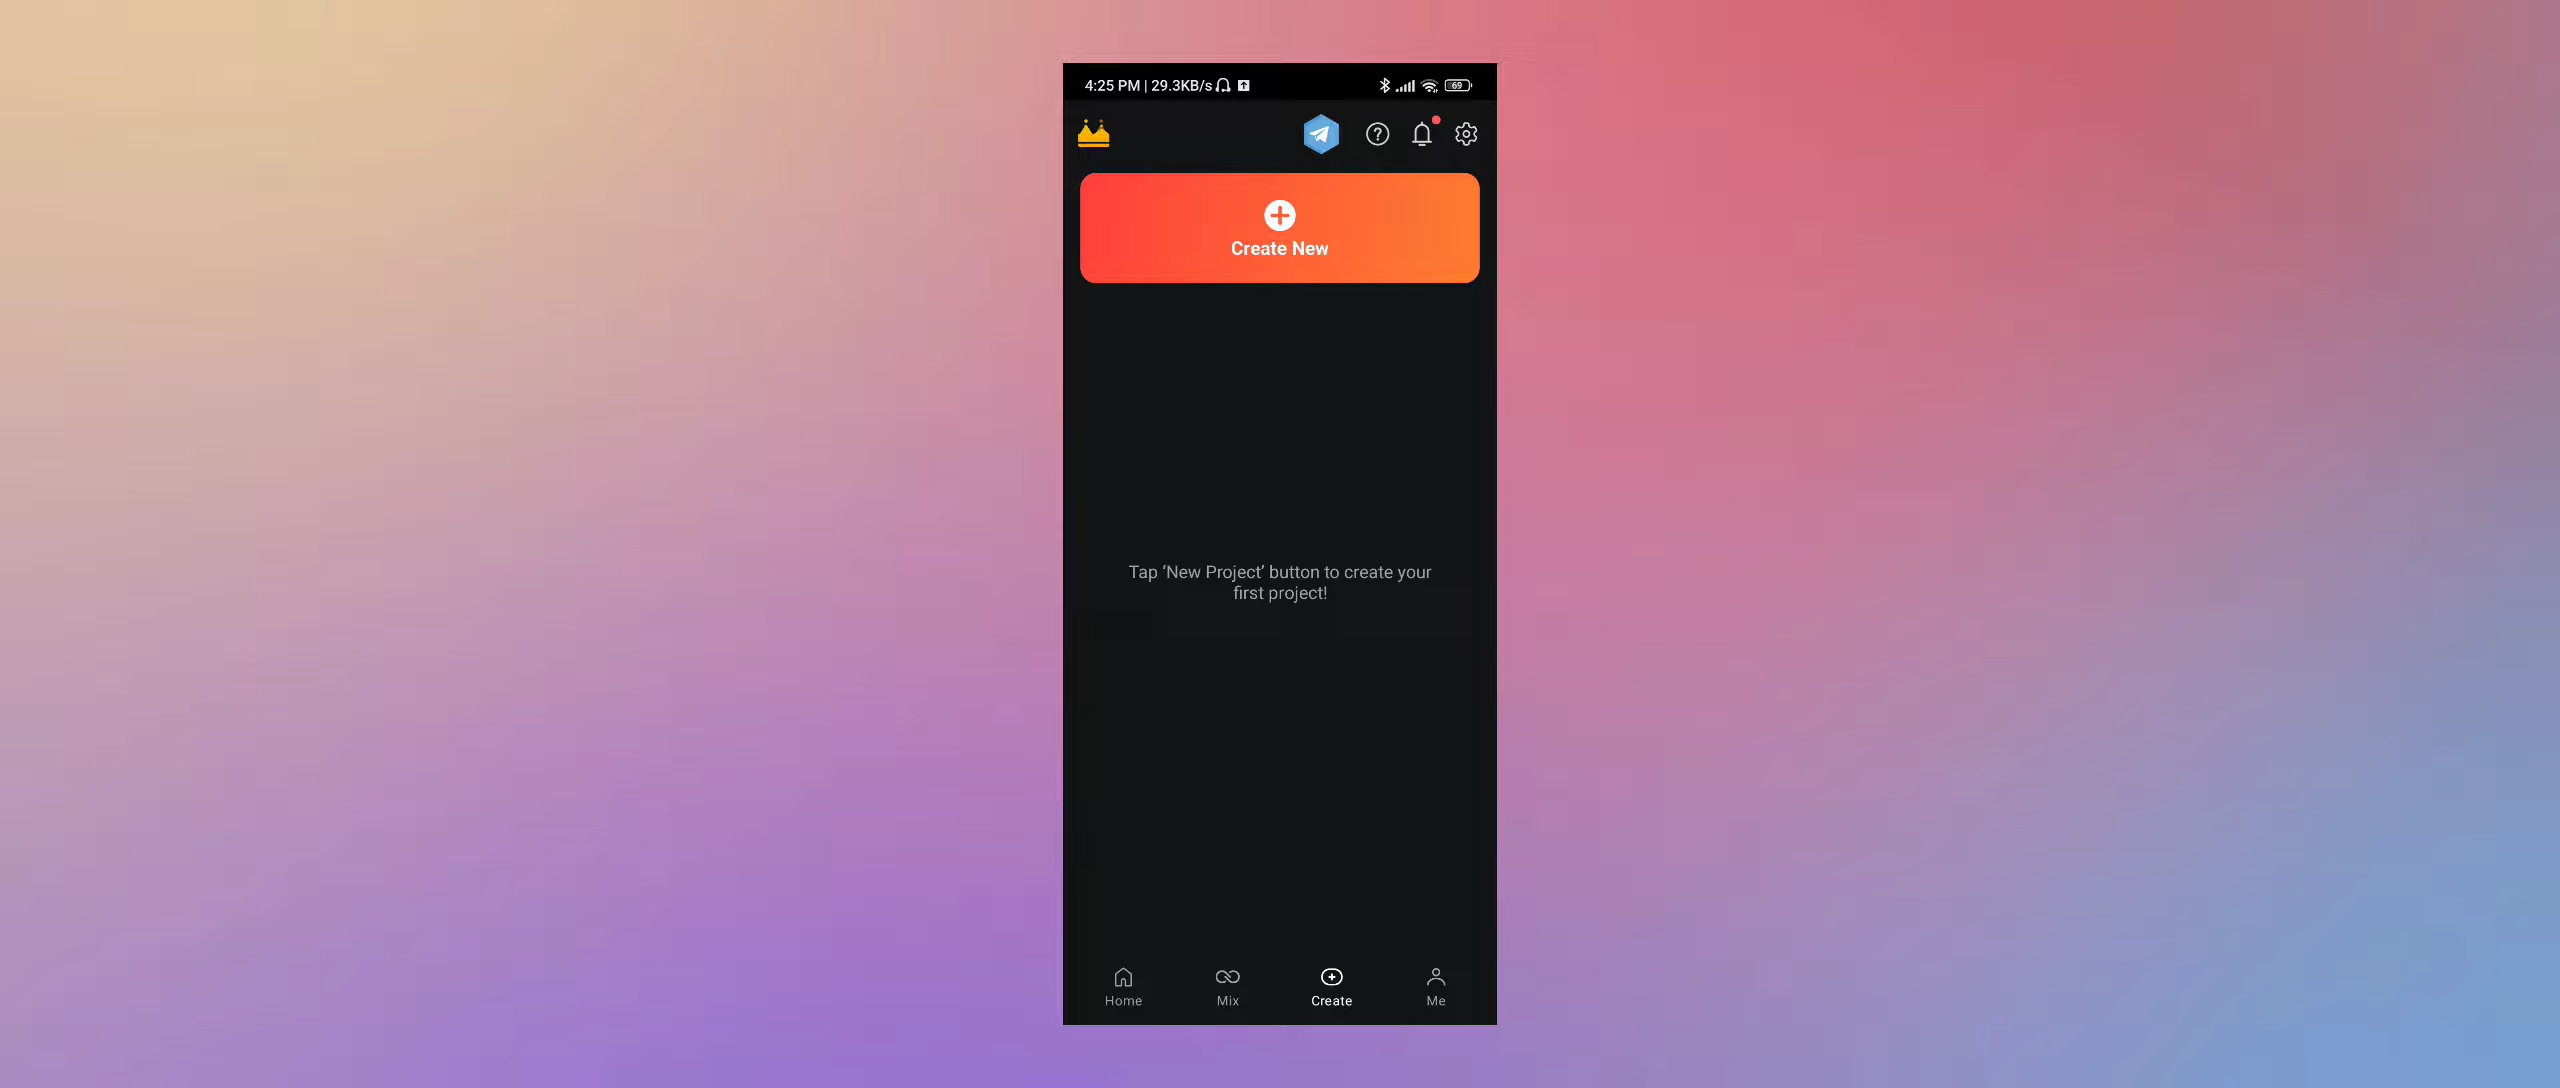 4:25 PM | 29.3KB/s
69
Create New
Tap ‘New Project’ button to create your
first project!
Home
Mix
Create
Me